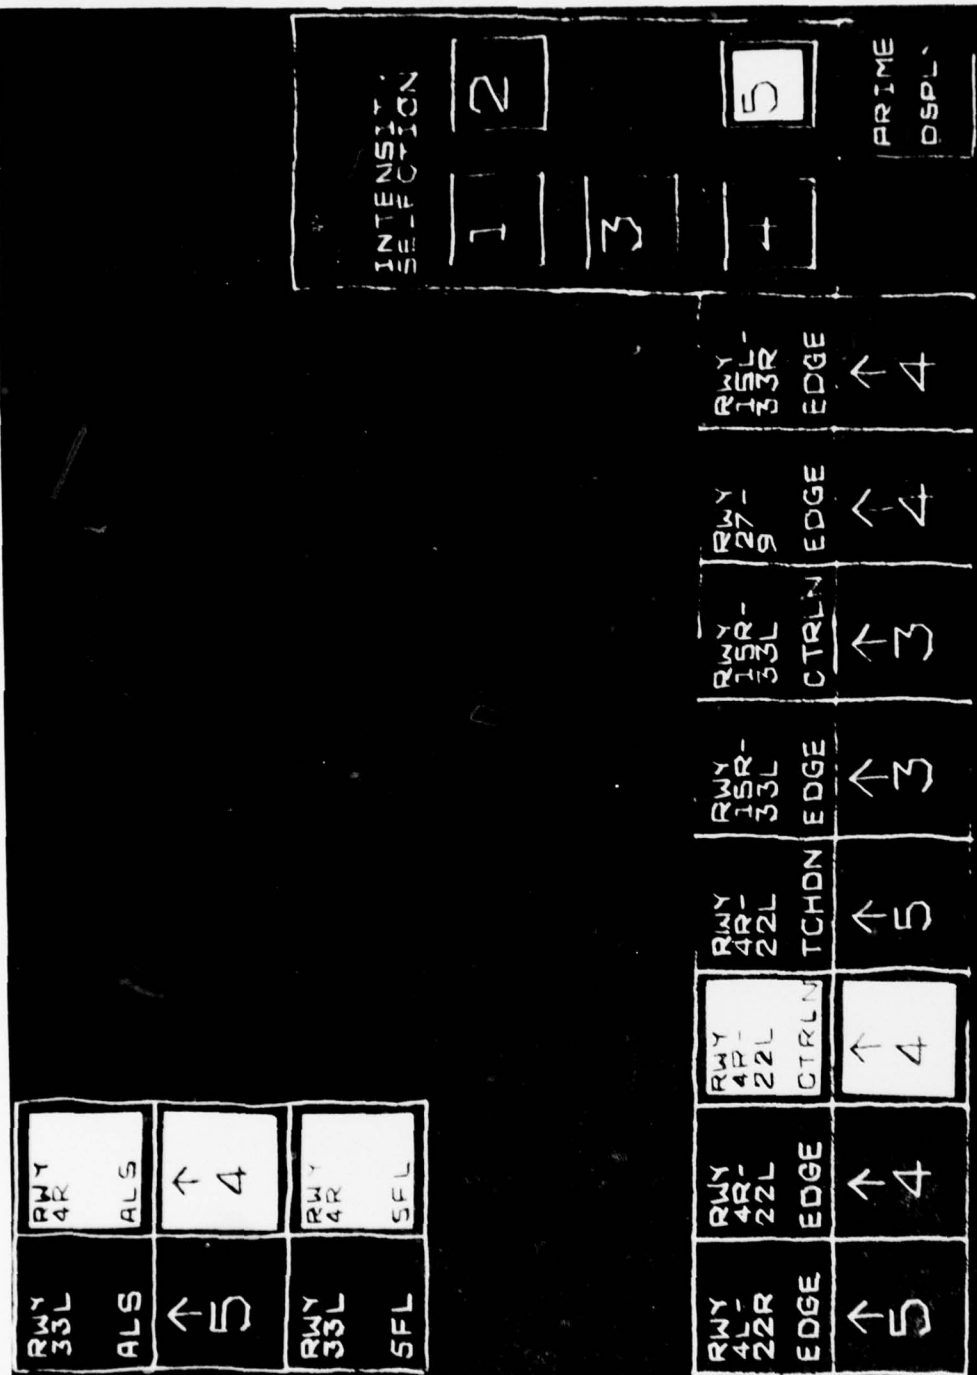 RWY
33L
ALS
RWY
4R
ALS
↑
5
↑
4
RWY
33L
SFL
RWY
4R
SFL
INTENSITY
SELECTION
1
2
3
4
5
RWY
4L-
22R
EDGE
RWY
4R-
22L
EDGE
RWY
4R-
22L
CTRLN
RWY
4R-
22L
TCHDN
RWY
15R-
33L
EDGE
RWY
15R-
33L
CTRLN
RWY
27-
9
EDGE
RWY
15L-
33R
EDGE
↑
5
↑
4
↑
4
↑
5
↑
3
↑
3
↑
4
↑
4
PRIME
DSPLY